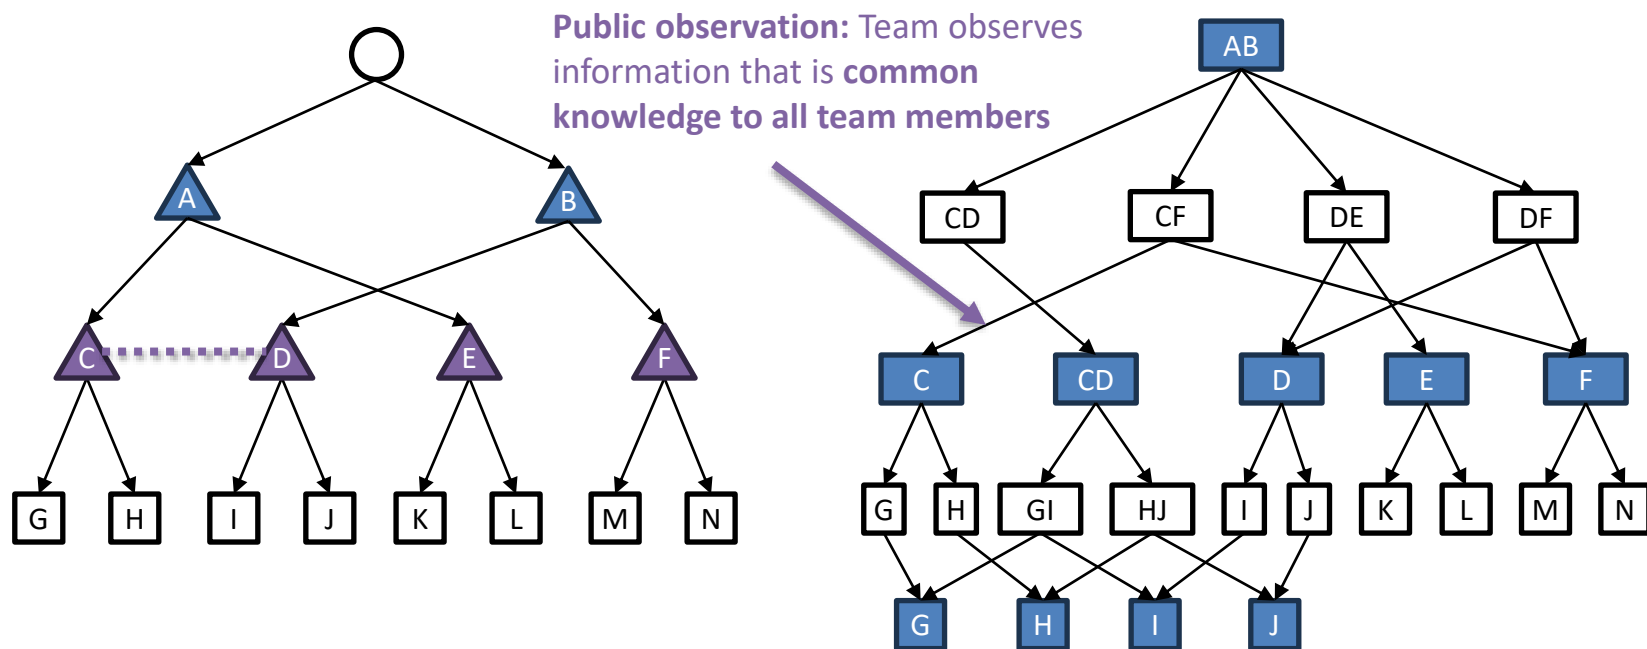 Public observation: Team observes
information that is common
knowledge to all team members
AB
A
B
CD
CF
DE
DF
C
D
E
F
C
CD
D
E
F
G
H
I
J
K
L
M
N
G
H
GI
HJ
I
J
K
L
M
N
G
H
I
J